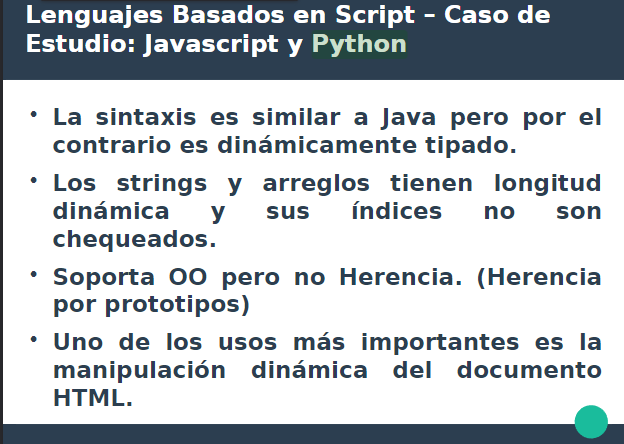 Lenguajes Basados en Script – Caso de
Estudio: Javascript y Python
• La sintaxis es similar a Java pero por el
contrario es dinámicamente tipado.
• Los strings y arreglos tienen longitud
dinámica y sus índices no son
chequeados.
• Soporta OO pero no Herencia. (Herencia
por prototipos)
• Uno de los usos más importantes es la
manipulación dinámica del documento
HTML.